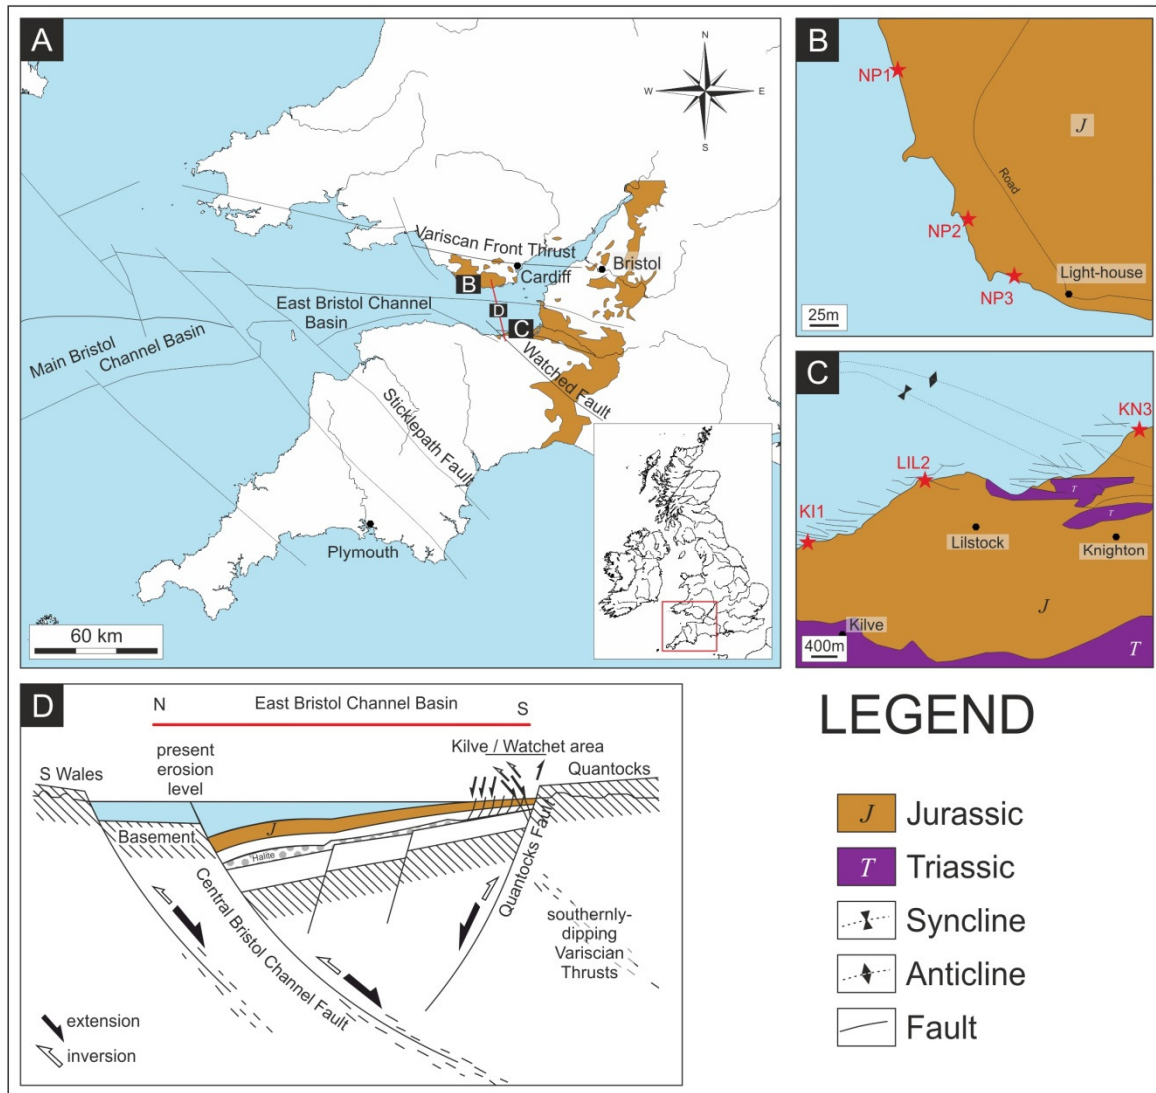 A
N
W
E
S
Variscan Front Thrust
Cardiff
Bristol
B
D
C
East Bristol Channel
Basin
Main Bristol
Channel Basin
Watched Fault
Sticklepath Fault
Plymouth
60 km
B
NP1
J
Road
NP2
NP3
Light-house
25m
C
KN3
LIL2
T
KI1
T
Lilstock
Knighton
J
Kilve
400m
T
D
N
East Bristol Channel Basin
S
present
erosion
level
Kilve / Watchet area
S Wales
Quantocks
Basement
J
Halite
Central Bristol Channel Fault
Quantocks Fault
southernly-
dipping
Variscian
Thrusts
extension
inversion
LEGEND
J Jurassic
T Triassic
Syncline
Anticline
Fault